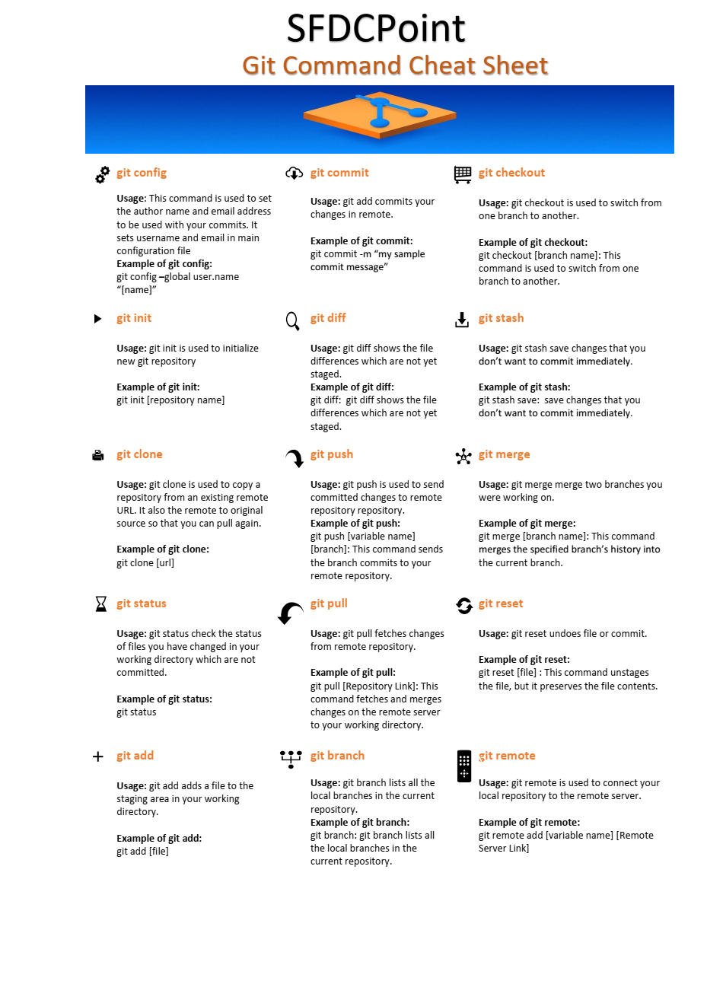 SFDCPoint
Git Command Cheat Sheet
git config
Usage: This command is used to set
the author name and email address
to be used with your commits. It
sets username and email in main
configuration file
Example of git config:
git config –global user.name
“[name]”
git commit
Usage: git add commits your
changes in remote.
Example of git commit:
git commit -m “my sample
commit message”
git checkout
Usage: git checkout is used to switch from
one branch to another.
Example of git checkout:
git checkout [branch name]: This
command is used to switch from one
branch to another.
git init
Usage: git init is used to initialize
new git repository
Example of git init:
git init [repository name]
git diff
Usage: git diff shows the file
differences which are not yet
staged.
Example of git diff:
git diff:  git diff shows the file
differences which are not yet
staged.
git stash
Usage: git stash save changes that you
don’t want to commit immediately.
Example of git stash:
git stash save:  save changes that you
don’t want to commit immediately.
git clone
Usage: git clone is used to copy a
repository from an existing remote
URL. It also the remote to original
source so that you can pull again.
Example of git clone:
git clone [url]
git push
Usage: git push is used to send
committed changes to remote
repository repository.
Example of git push:
git push [variable name]
[branch]: This command sends
the branch commits to your
remote repository.
git merge
Usage: git merge merge two branches you
were working on.
Example of git merge:
git merge [branch name]: This command
merges the specified branch’s history into
the current branch.
git status
Usage: git status check the status
of files you have changed in your
working directory which are not
committed.
Example of git status:
git status
git pull
Usage: git pull fetches changes
from remote repository.
Example of git pull:
git pull [Repository Link]: This
command fetches and merges
changes on the remote server
to your working directory.
git reset
Usage: git reset undoes file or commit.
Example of git reset:
git reset [file] : This command unstages
the file, but it preserves the file contents.
git add
Usage: git add adds a file to the
staging area in your working
directory.
Example of git add:
git add [file]
git branch
Usage: git branch lists all the
local branches in the current
repository.
Example of git branch:
git branch: git branch lists all
the local branches in the
current repository.
git remote
Usage: git remote is used to connect your
local repository to the remote server.
Example of git remote:
git remote add [variable name] [Remote
Server Link]